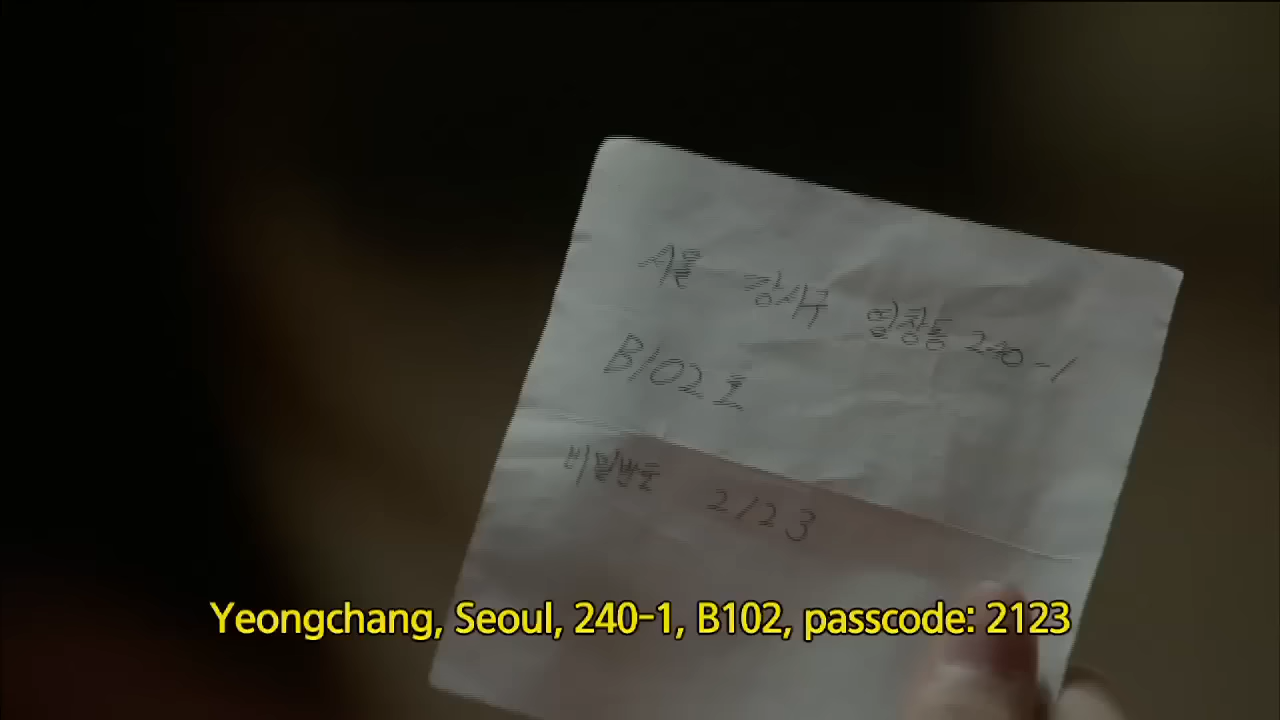 서울 강서구 영창동 240-1
B102호
비밀번호 2123
Yeongchang, Seoul, 240-1, B102, passcode: 2123